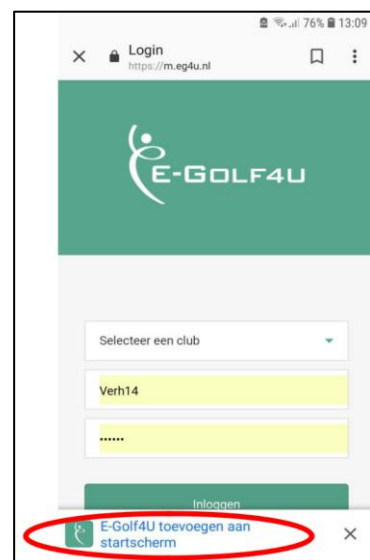 76% 13:09
Login
https://m.eg4u.nl
E-GOLF4U
Selecteer een club
Verh14
••••••
Inloggen
E-Golf4U toevoegen aan
startscherm